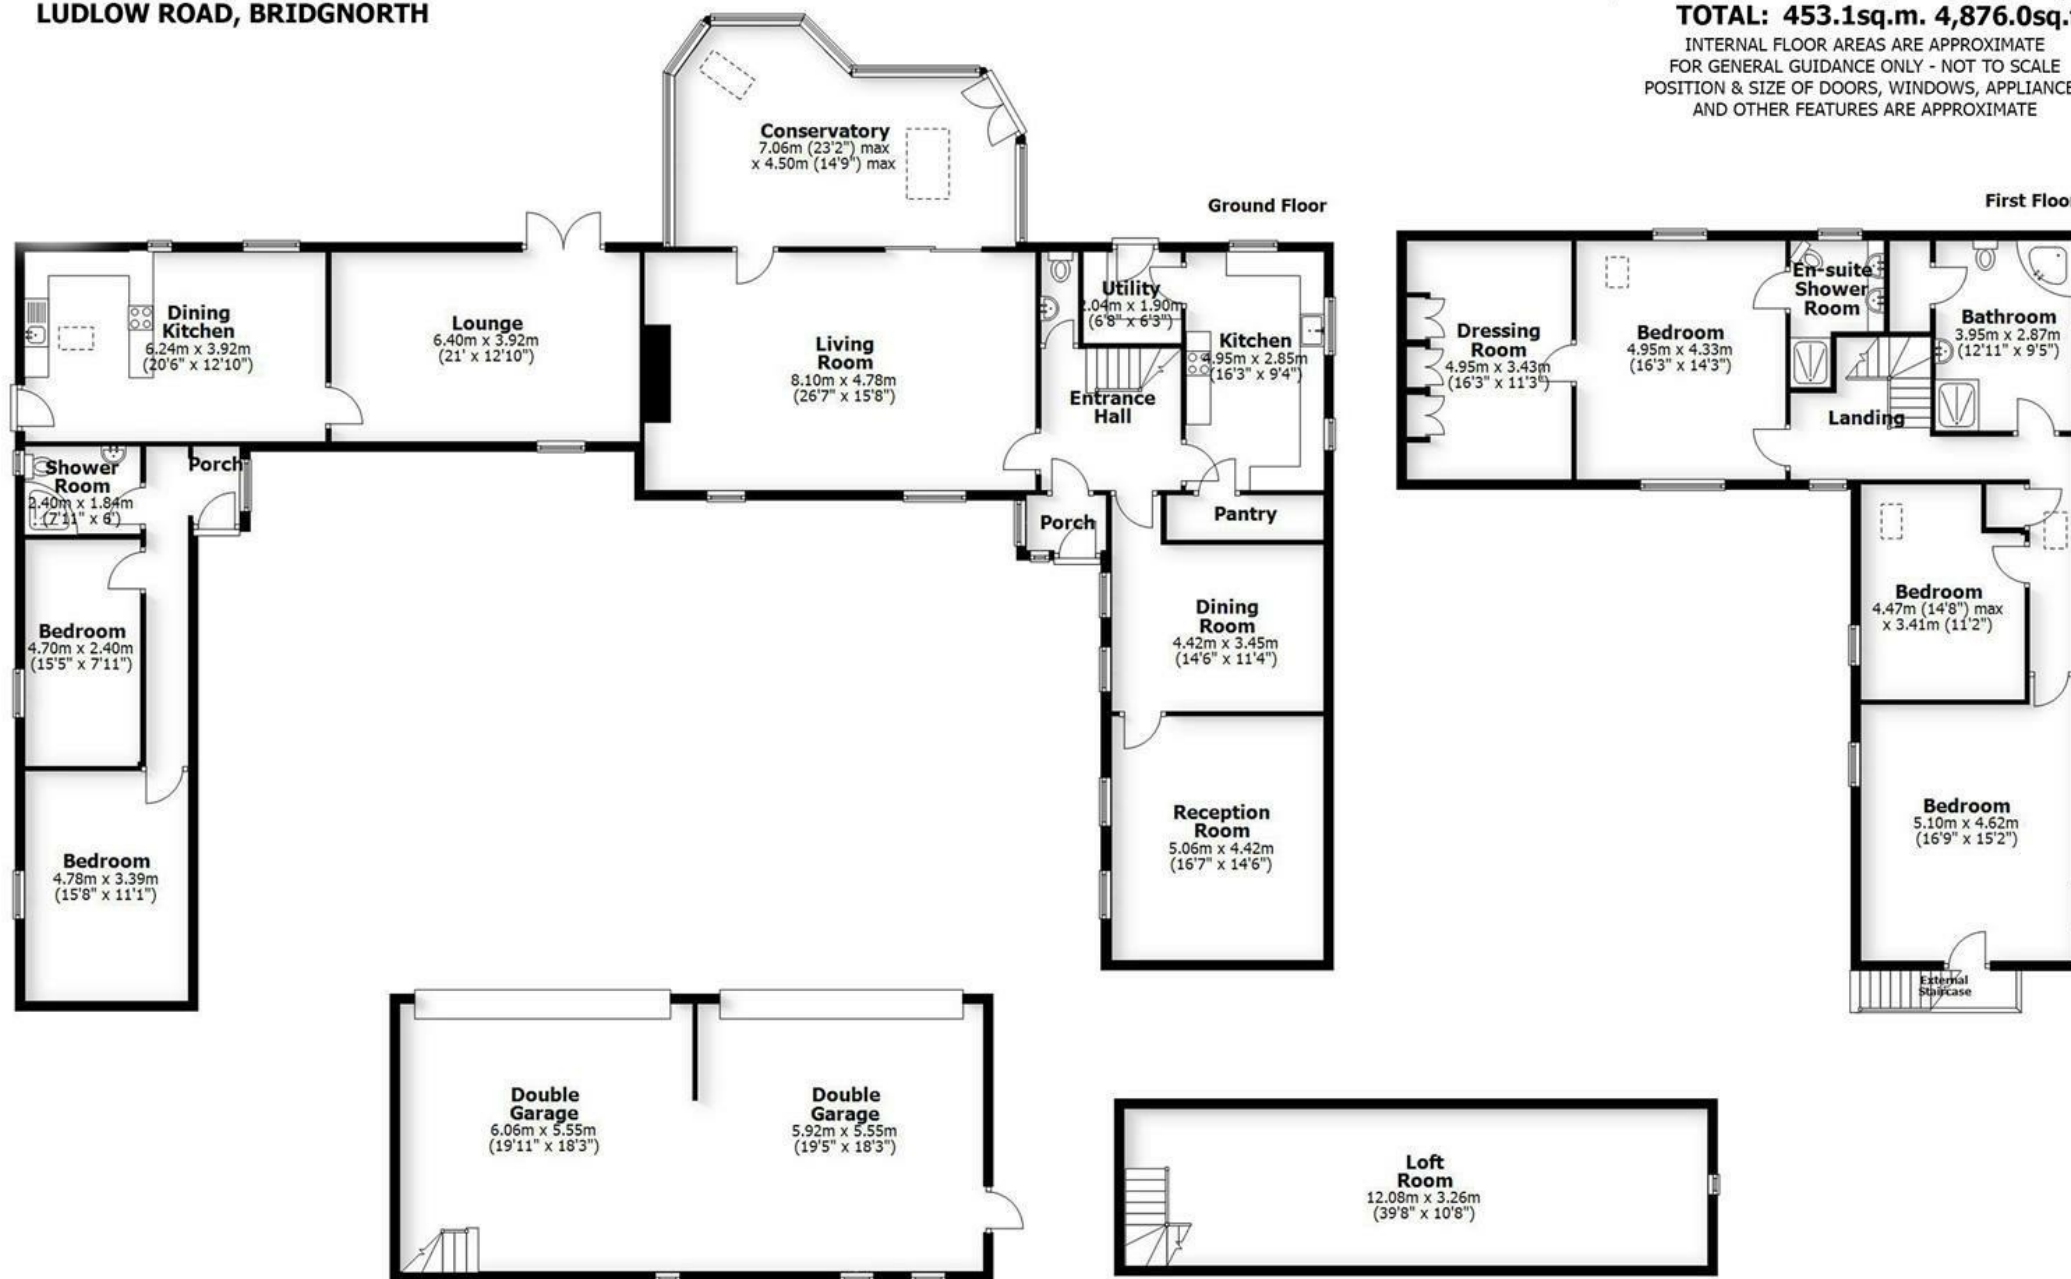 LUDLOW ROAD, BRIDGNORTH
TOTAL: 453.1sq.m. 4,876.0sq.
INTERNAL FLOOR AREAS ARE APPROXIMATE
FOR GENERAL GUIDANCE ONLY - NOT TO SCALE
POSITION & SIZE OF DOORS, WINDOWS, APPLIANCE
AND OTHER FEATURES ARE APPROXIMATE
Ground Floor
Conservatory
7.06m (23'2") max
x 4.50m (14'9") max
Dining
Kitchen
6.24m x 3.92m
(20'6" x 12'10")
Lounge
6.40m x 3.92m
(21' x 12'10")
Living
Room
8.10m x 4.78m
(26'7" x 15'8")
Utility
2.04m x 1.90m
(6'8" x 6'3")
Kitchen
4.95m x 2.85m
(16'3" x 9'4")
Entrance
Hall
Shower
Room
2.40m x 1.84m
(7'11" x 6')
Porch
Porch
Pantry
Bedroom
4.70m x 2.40m
(15'5" x 7'11")
Dining
Room
4.42m x 3.45m
(14'6" x 11'4")
Bedroom
4.78m x 3.39m
(15'8" x 11'1")
Reception
Room
5.06m x 4.42m
(16'7" x 14'6")
First Floor
Dressing
Room
4.95m x 3.43m
(16'3" x 11'3")
Bedroom
4.95m x 4.33m
(16'3" x 14'3")
En-suite
Shower
Room
Bathroom
3.95m x 2.87m
(12'11" x 9'5")
Landing
Bedroom
4.47m (14'8") max
x 3.41m (11'2")
Bedroom
5.10m x 4.62m
(16'9" x 15'2")
External
Staircase
Double
Garage
6.06m x 5.55m
(19'11" x 18'3")
Double
Garage
5.92m x 5.55m
(19'5" x 18'3")
Loft
Room
12.08m x 3.26m
(39'8" x 10'8")